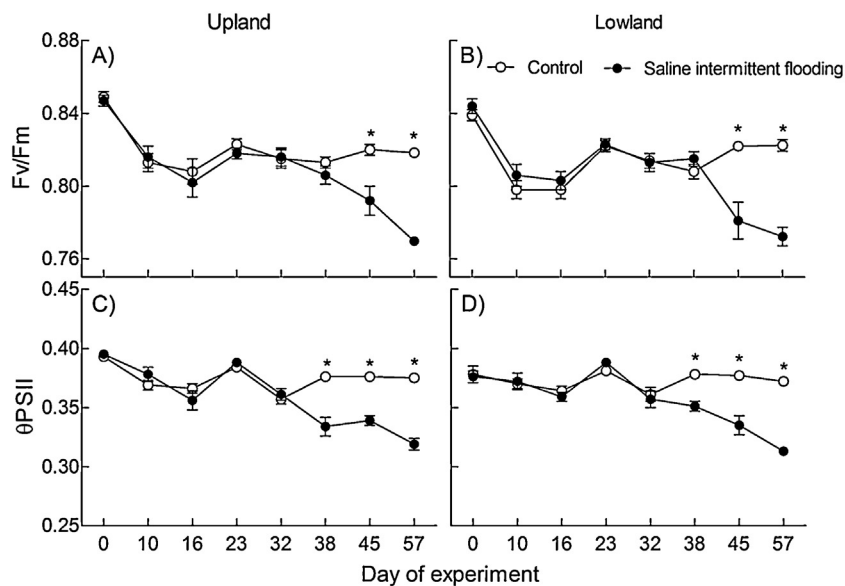 Upland Lowland
A) B)
Control Saline intermittent flooding
0.88
0.84
0.80
0.76
Fv/Fm
* * * *
C) D)
0.45
0.40
0.35
0.30
0.25
θPSII
* * * * * *
0 10 16 23 32 38 45 57 0 10 16 23 32 38 45 57
Day of experiment